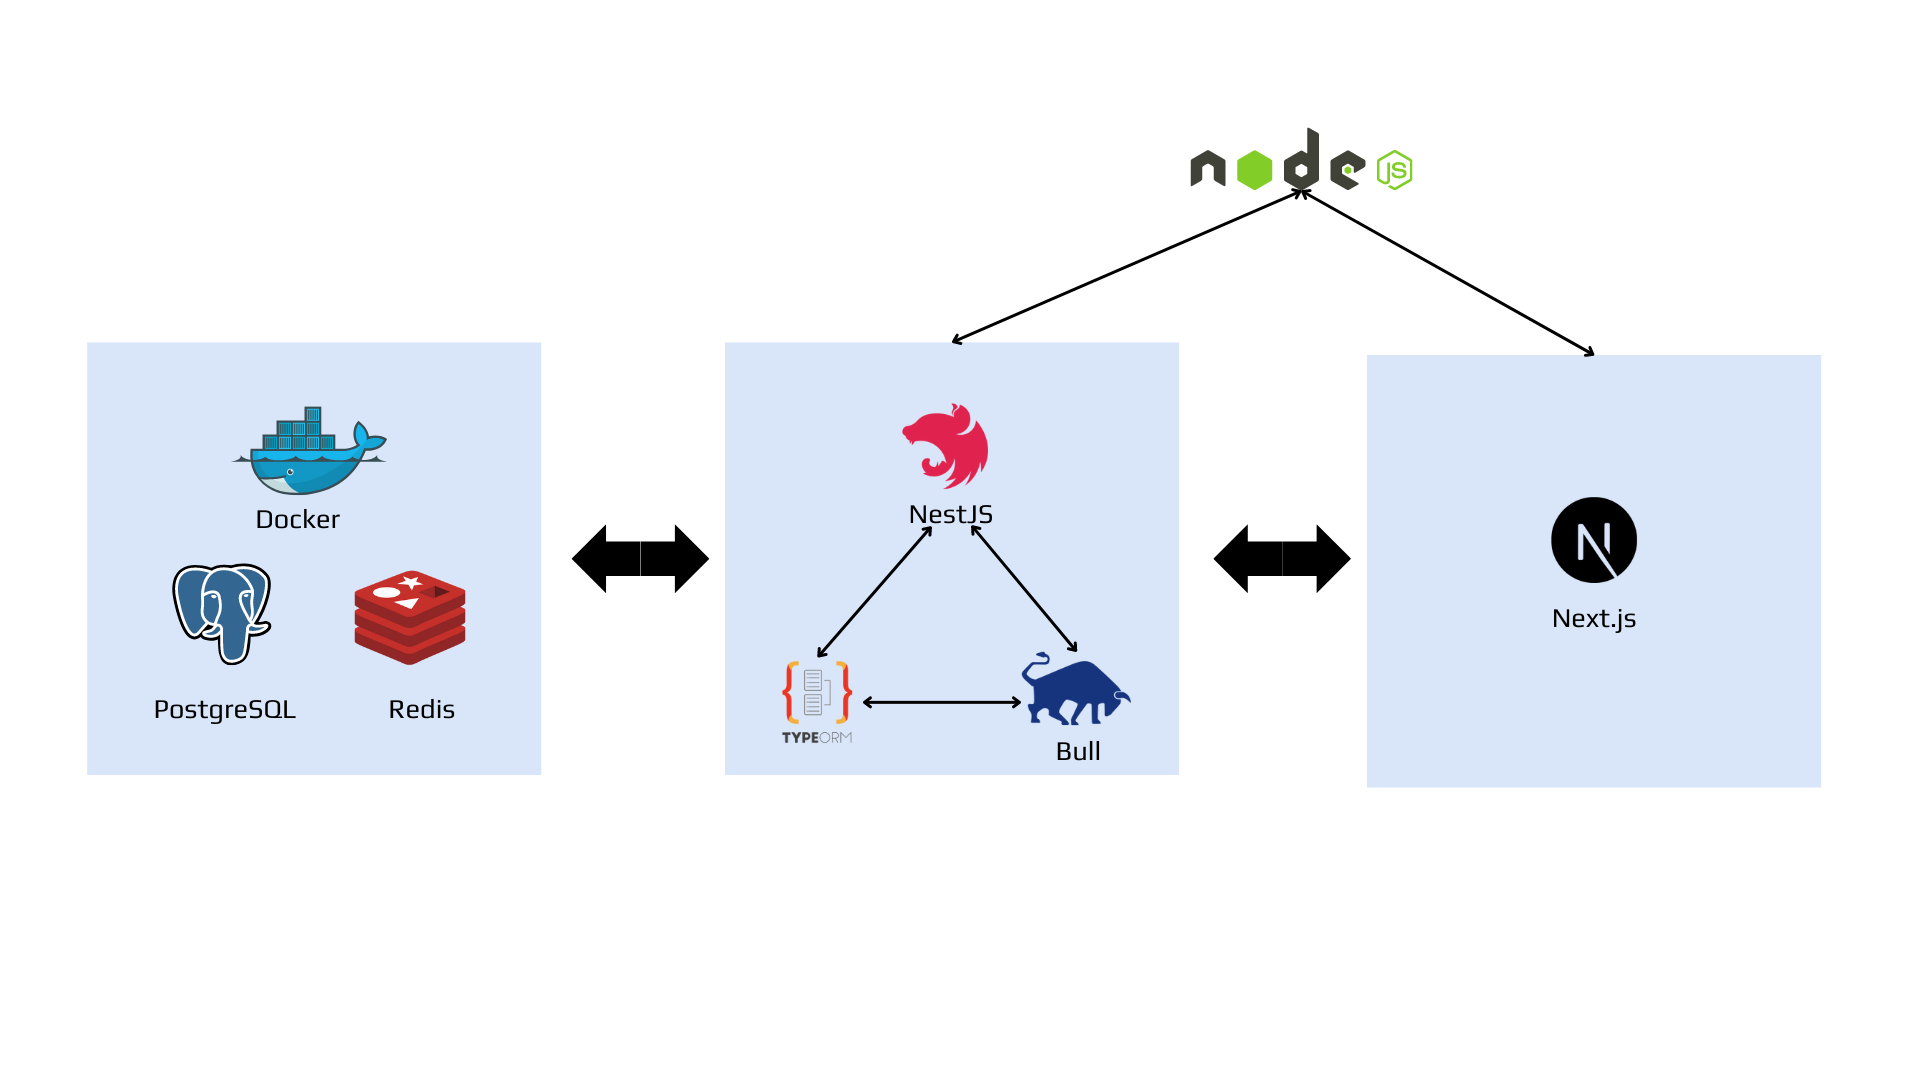 node JS
Docker
NestJS
Next.js
PostgreSQL
Redis
TYPEORM
Bull